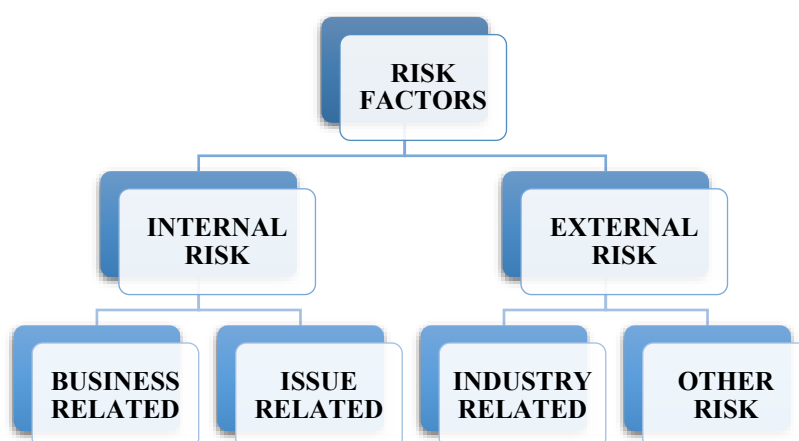 RISK
FACTORS
INTERNAL
RISK
EXTERNAL
RISK
BUSINESS
RELATED
ISSUE
RELATED
INDUSTRY
RELATED
OTHER
RISK